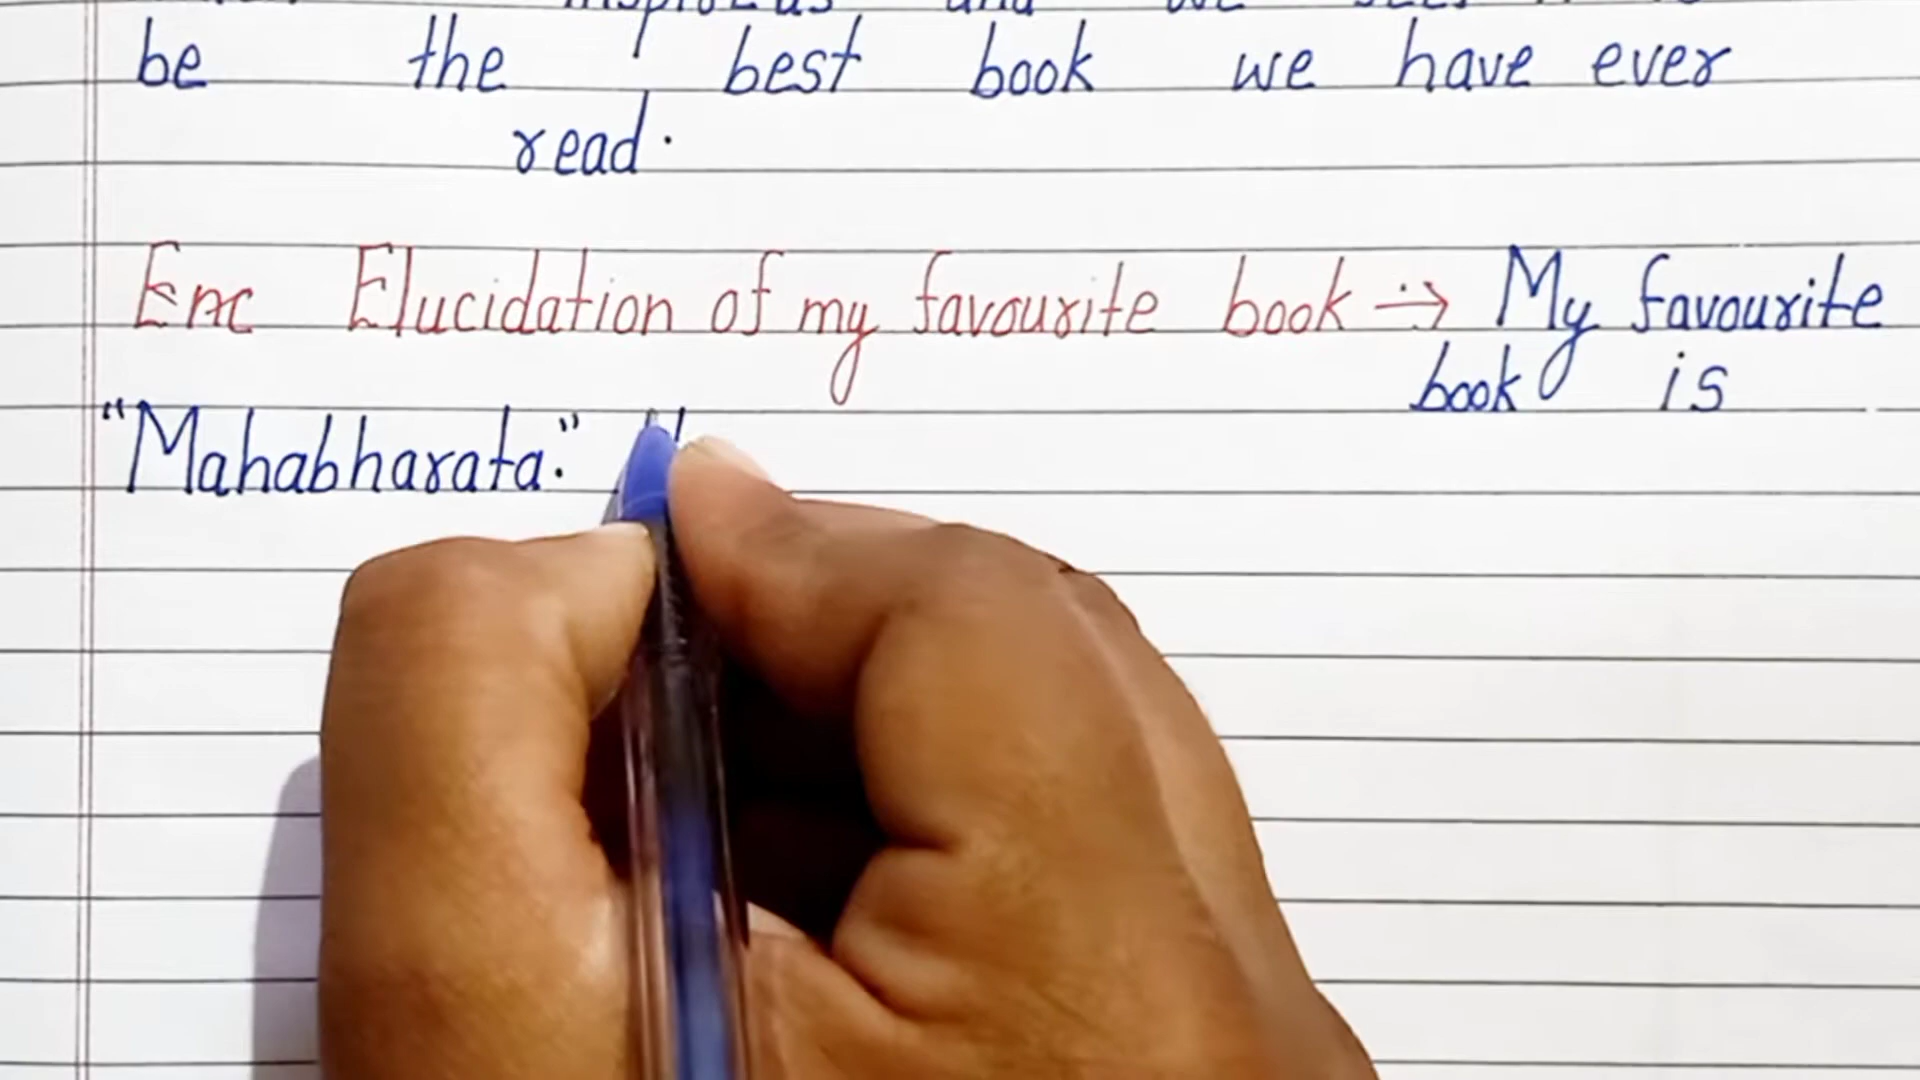 be the best book we have ever
read.
Enc Elucidation of my favourite book → My favourite
book is
"Mahabharata."